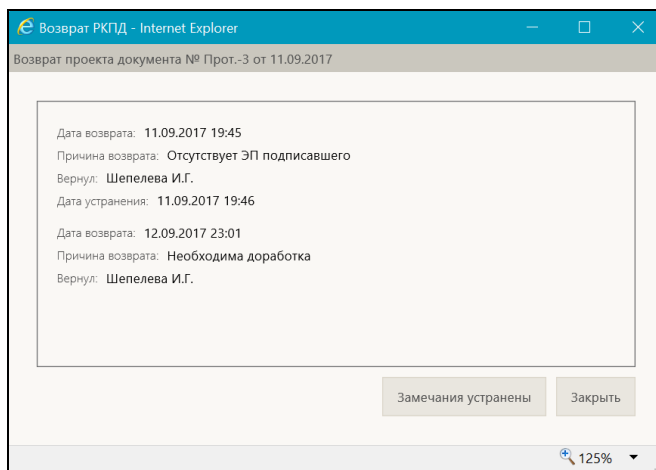 Возврат РКПД - Internet Explorer
Возврат проекта документа № Прот.-3 от 11.09.2017
Дата возврата: 11.09.2017 19:45
Причина возврата: Отсутствует ЭП подписавшего
Вернул: Шепелева И.Г.
Дата устранения: 11.09.2017 19:46
Дата возврата: 12.09.2017 23:01
Причина возврата: Необходима доработка
Вернул: Шепелева И.Г.
Замечания устранены Закрыть
125%